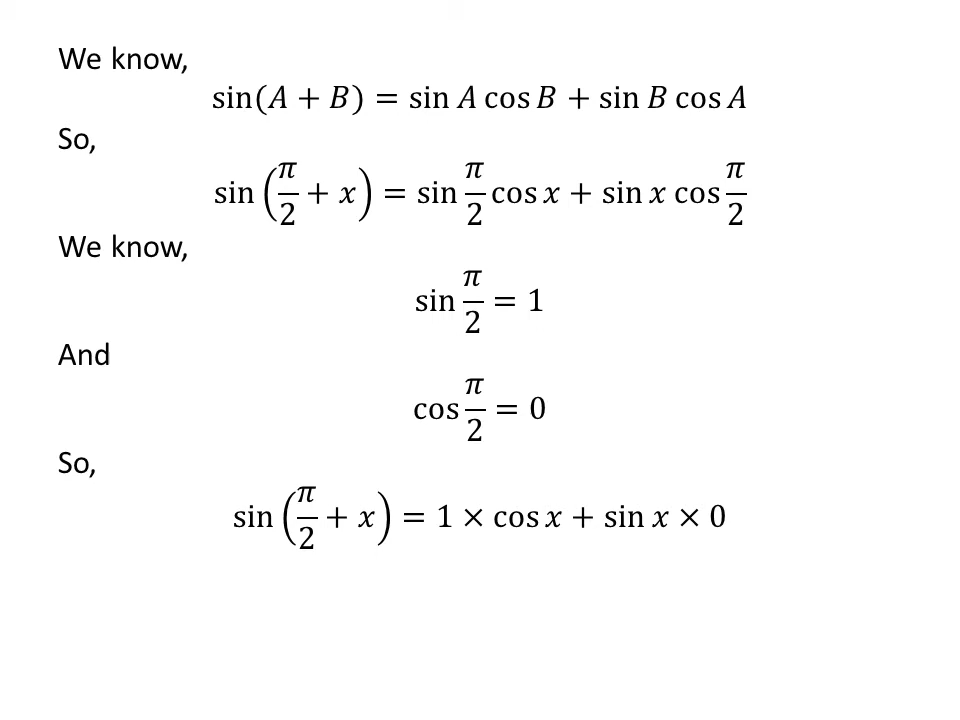 We know,
sin(𝐴 + 𝐵) = sin 𝐴 cos 𝐵 + sin 𝐵 cos 𝐴
So,
sin (𝜋/2 + 𝑥) = sin 𝜋/2 cos 𝑥 + sin 𝑥 cos 𝜋/2
We know,
sin 𝜋/2 = 1
And
cos 𝜋/2 = 0
So,
sin (𝜋/2 + 𝑥) = 1 × cos 𝑥 + sin 𝑥 × 0